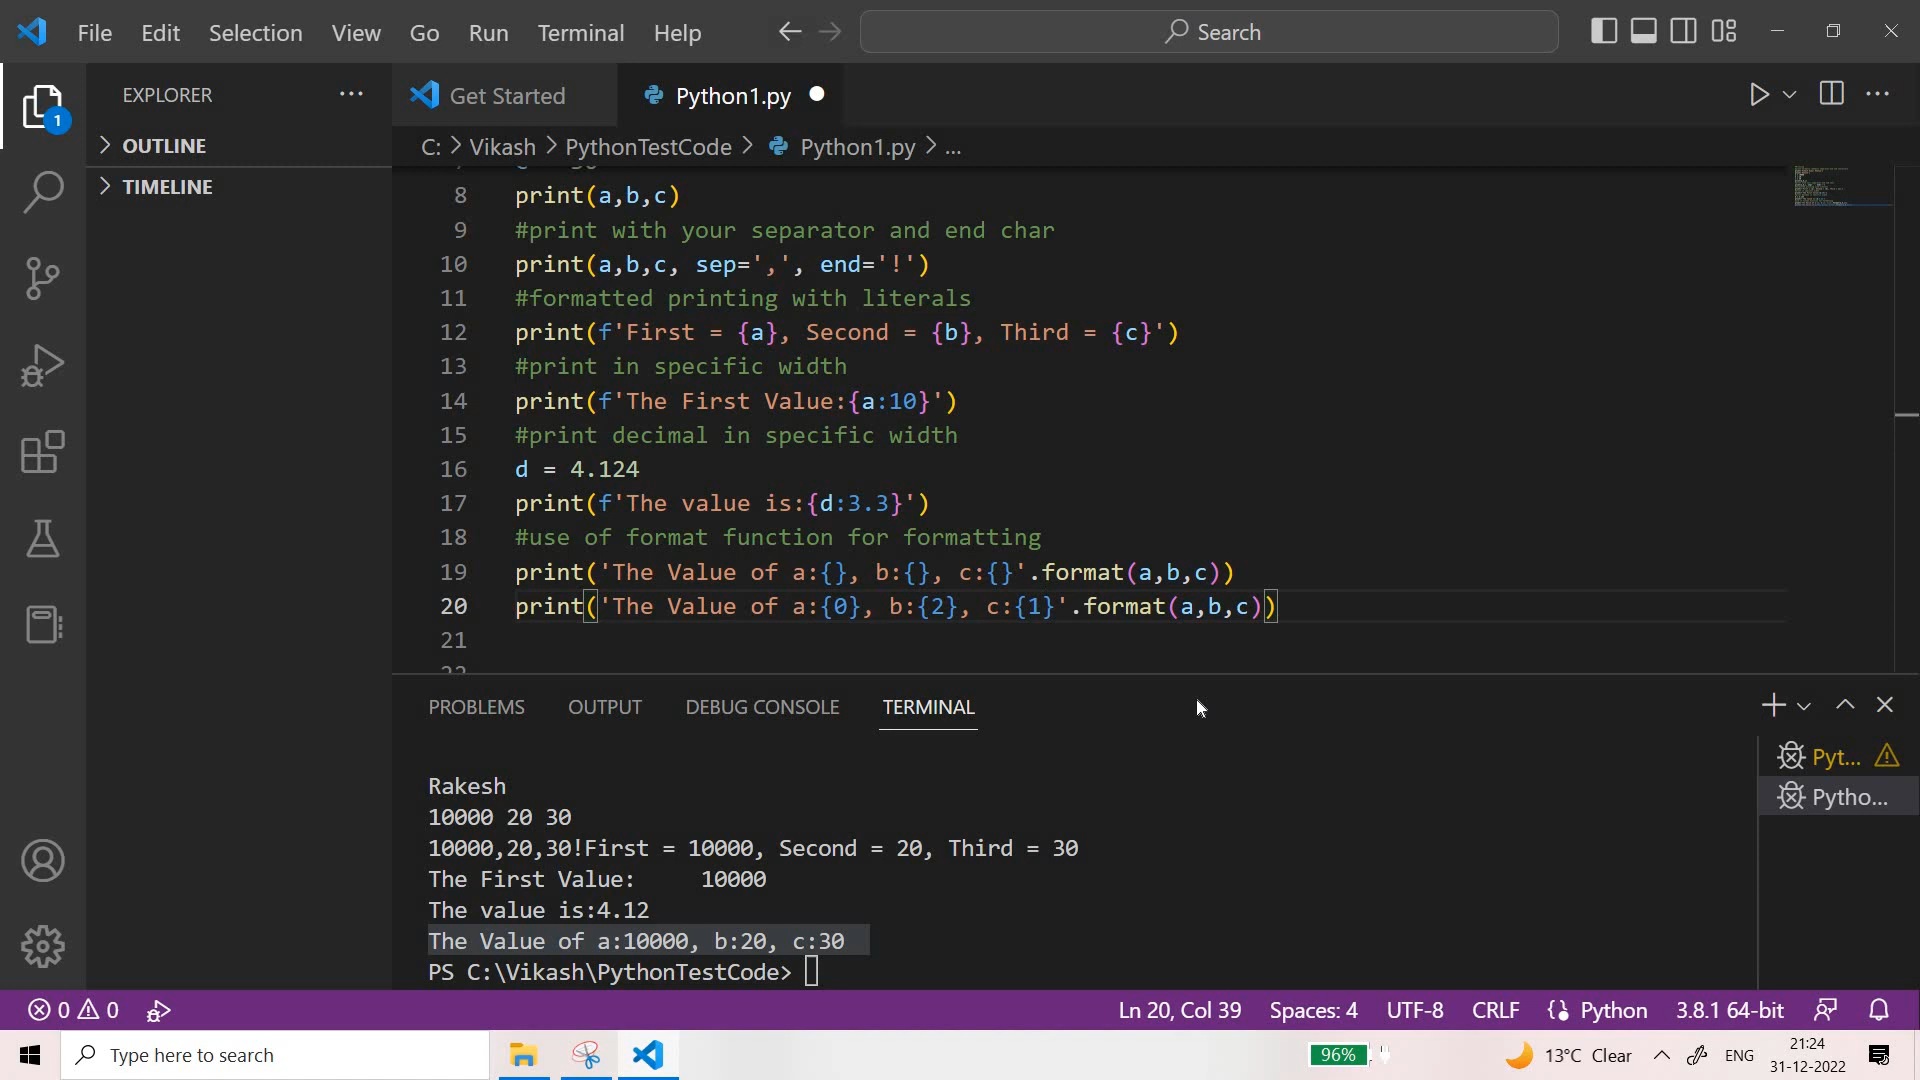 File Edit Selection View Go Run Terminal Help Search
EXPLORER Get Started Python1.py
1
OUTLINE
C: > Vikash > PythonTestCode > Python1.py > ...
TIMELINE
8 print(a,b,c)
9 #print with your separator and end char
10 print(a,b,c, sep=',', end='!')
11 #formatted printing with literals
12 print(f'First = {a}, Second = {b}, Third = {c}')
13 #print in specific width
14 print(f'The First Value:{a:10}')
15 #print decimal in specific width
16 d = 4.124
17 print(f'The value is:{d:3.3}')
18 #use of format function for formatting
19 print('The Value of a:{}, b:{}, c:{}'.format(a,b,c))
20 print('The Value of a:{0}, b:{2}, c:{1}'.format(a,b,c))
21
PROBLEMS OUTPUT DEBUG CONSOLE TERMINAL
Pyt...
Pytho...
Rakesh
10000 20 30
10000,20,30!First = 10000, Second = 20, Third = 30
The First Value:     10000
The value is:4.12
The Value of a:10000, b:20, c:30
PS C:\Vikash\PythonTestCode>
0 0 Ln 20, Col 39 Spaces: 4 UTF-8 CRLF Python 3.8.1 64-bit
Type here to search 96% 13°C Clear ENG 21:24
31-12-2022